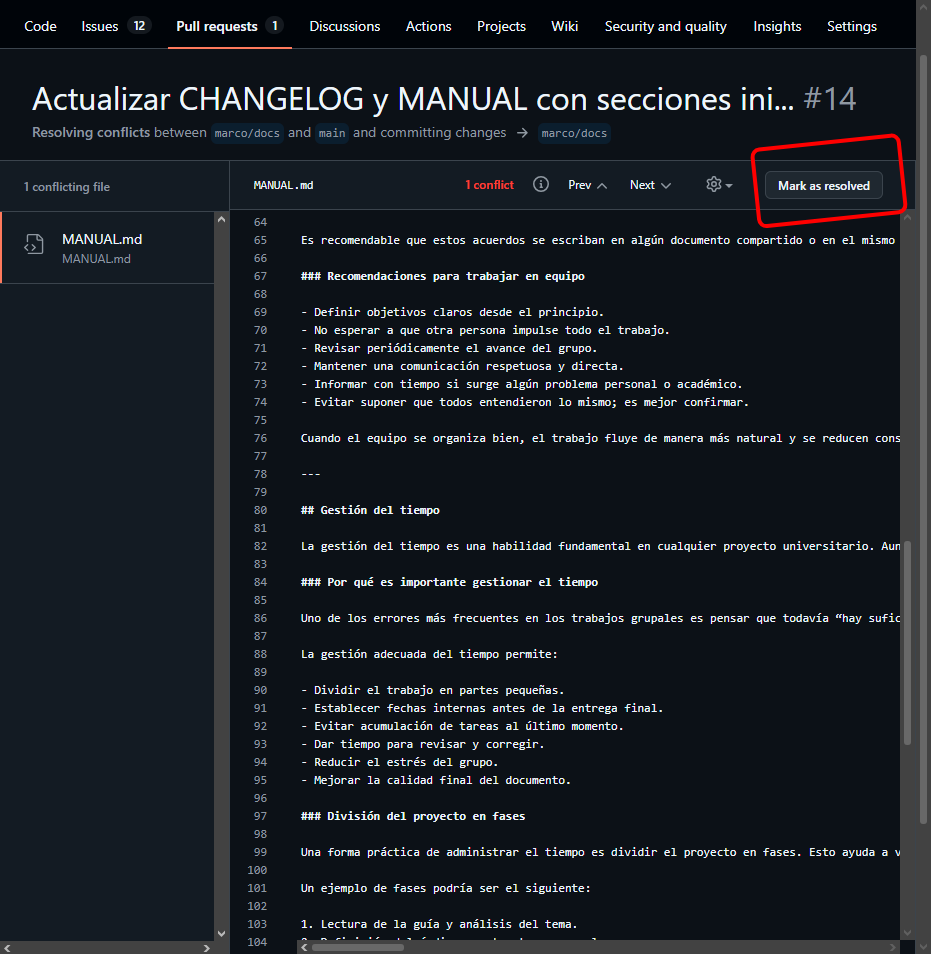 Code Issues 12 Pull requests 1 Discussions Actions Projects Wiki Security and quality Insights Settings
Actualizar CHANGELOG y MANUAL con secciones ini... #14
Resolving conflicts between marco/docs and main and committing changes → marco/docs
1 conflicting file
MANUAL.md
MANUAL.md
MANUAL.md 1 conflict Prev Next Mark as resolved
64
65 Es recomendable que estos acuerdos se escriban en algún documento compartido o en el mismo
66
67 ### Recomendaciones para trabajar en equipo
68
69 - Definir objetivos claros desde el principio.
70 - No esperar a que otra persona impulse todo el trabajo.
71 - Revisar periódicamente el avance del grupo.
72 - Mantener una comunicación respetuosa y directa.
73 - Informar con tiempo si surge algún problema personal o académico.
74 - Evitar suponer que todos entendieron lo mismo; es mejor confirmar.
75
76 Cuando el equipo se organiza bien, el trabajo fluye de manera más natural y se reducen cons
77
78 ---
79
80 ## Gestión del tiempo
81
82 La gestión del tiempo es una habilidad fundamental en cualquier proyecto universitario. Aun
83
84 ### Por qué es importante gestionar el tiempo
85
86 Uno de los errores más frecuentes en los trabajos grupales es pensar que todavía “hay sufic
87
88 La gestión adecuada del tiempo permite:
89
90 - Dividir el trabajo en partes pequeñas.
91 - Establecer fechas internas antes de la entrega final.
92 - Evitar acumulación de tareas al último momento.
93 - Dar tiempo para revisar y corregir.
94 - Reducir el estrés del grupo.
95 - Mejorar la calidad final del documento.
96
97 ### División del proyecto en fases
98
99 Una forma práctica de administrar el tiempo es dividir el proyecto en fases. Esto ayuda a v
100
101 Un ejemplo de fases podría ser el siguiente:
102
103 1. Lectura de la guía y análisis del tema.
104